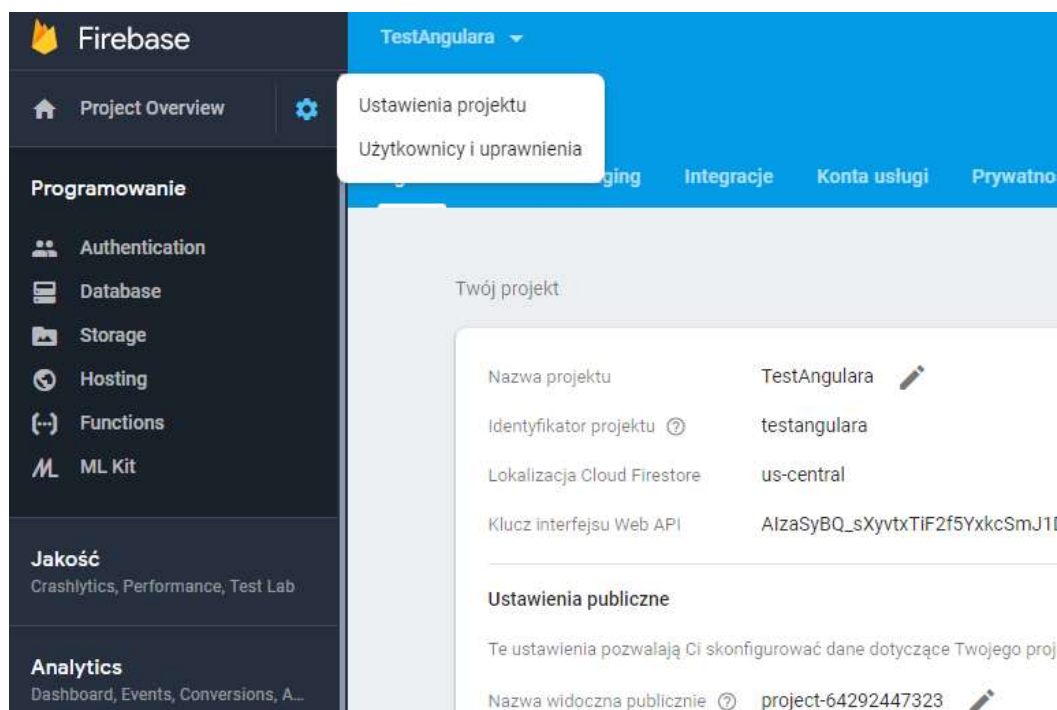 Firebase
TestAngulara
Project Overview
Ustawienia projektu
Użytkownicy i uprawnienia
ging Integracje Konta usługi Prywatno
Programowanie
Authentication
Database
Storage
Hosting
Functions
ML Kit
Jakość
Crashlytics, Performance, Test Lab
Analytics
Dashboard, Events, Conversions, A...
Twój projekt
Nazwa projektu TestAngulara
Identyfikator projektu testangulara
Lokalizacja Cloud Firestore us-central
Klucz interfejsu Web API AIzaSyBQ_sXyvtxTiF2f5YxkcSmJ1
Ustawienia publiczne
Te ustawienia pozwalają Ci skonfigurować dane dotyczące Twojego proj
Nazwa widoczna publicznie project-64292447323